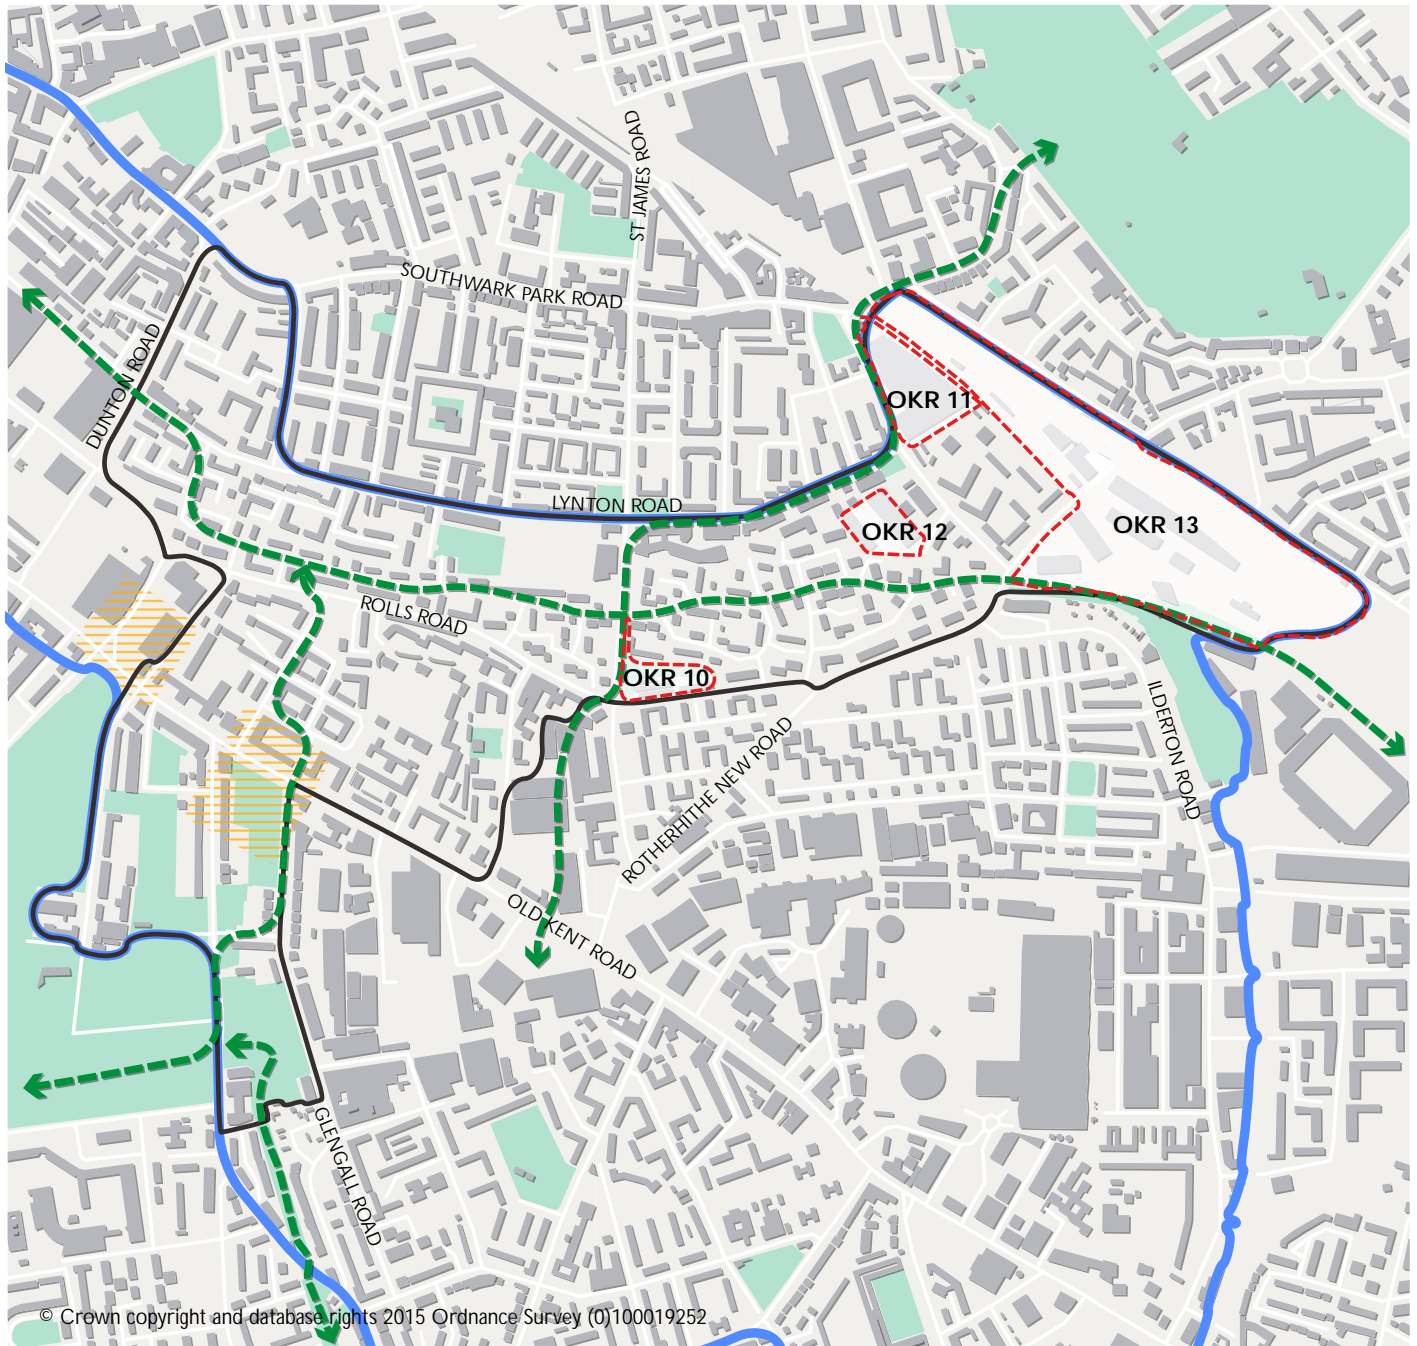 ST JAMES ROAD
SOUTHWARK PARK ROAD
DUNTON ROAD
OKR 11
LYNTON ROAD
OKR 12
OKR 13
ROLLS ROAD
OKR 10
ILDERTON ROAD
ROTHERHITHE NEW ROAD
OLD KENT ROAD
GLENGALL ROAD
© Crown copyright and database rights 2015 Ordnance Survey (0)100019252